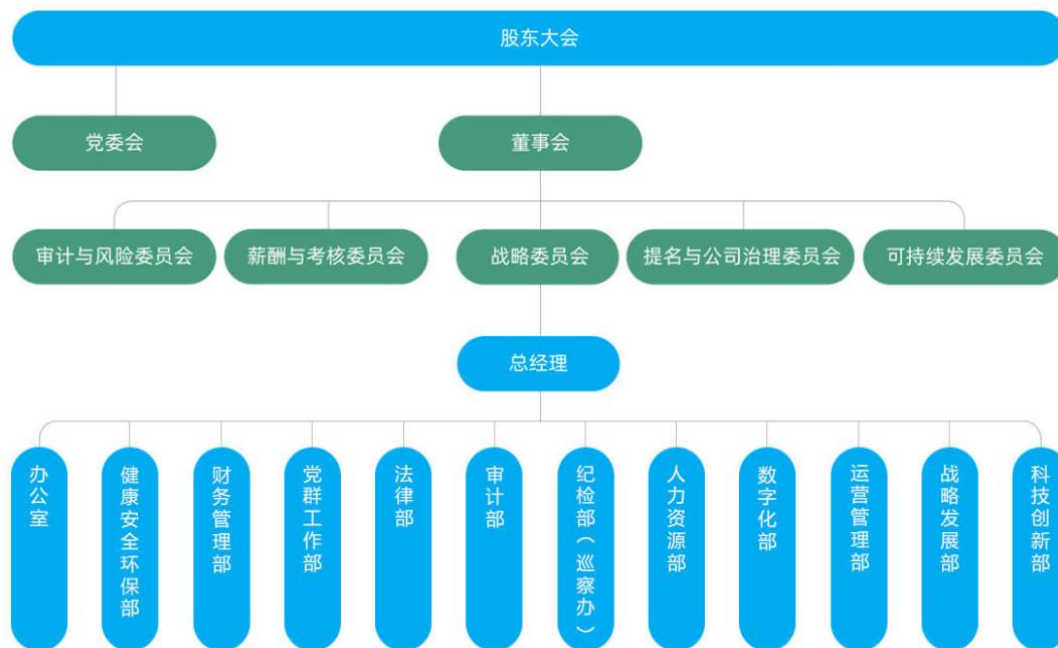 股东大会
党委会
董事会
审计与风险委员会
薪酬与考核委员会
战略委员会
提名与公司治理委员会
可持续发展委员会
总经理
办公室
健康安全环保部
财务管理部
党群工作部
法律部
审计部
纪检部（巡察办）
人力资源部
数字化部
运营管理部
战略发展部
科技创新部